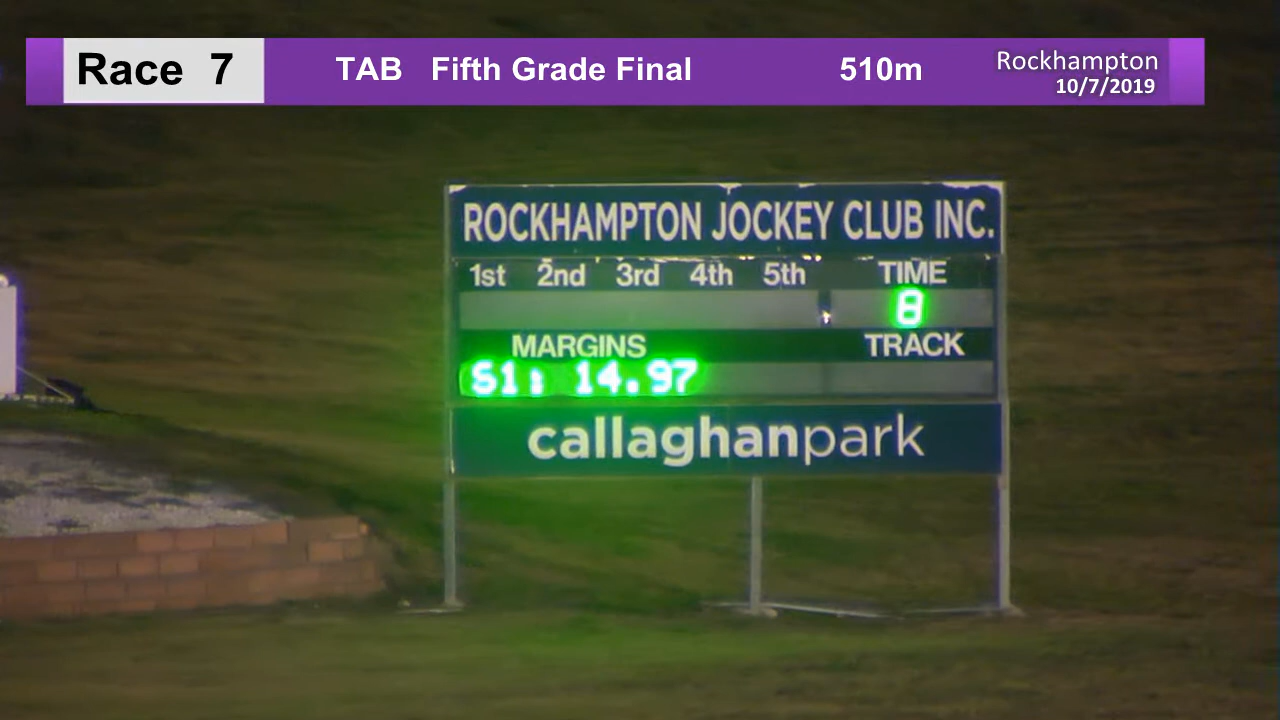 Race 7 TAB Fifth Grade Final 510m Rockhampton
10/7/2019
ROCKHAMPTON JOCKEY CLUB INC.
1st 2nd 3rd 4th 5th TIME
8
MARGINS TRACK
S1: 14.97
callaghanpark